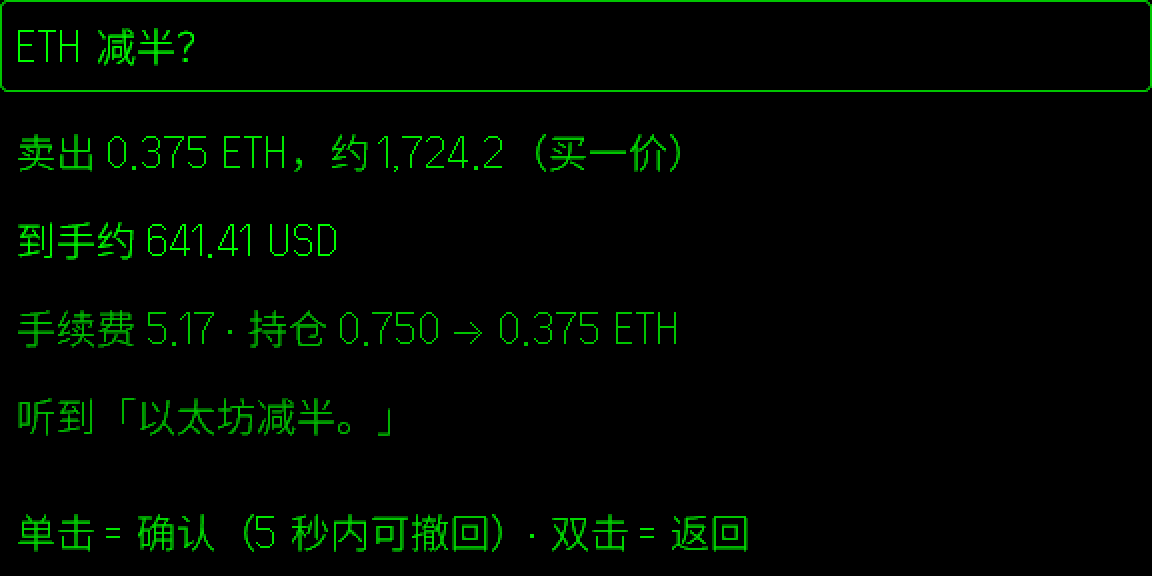 ETH 减半?
卖出 0.375 ETH，约 1,724.2（买一价）
到手约 641.41 USD
手续费 5.17 · 持仓 0.750 → 0.375 ETH
听到「以太坊减半。」
单击 = 确认（5 秒内可撤回）· 双击 = 返回